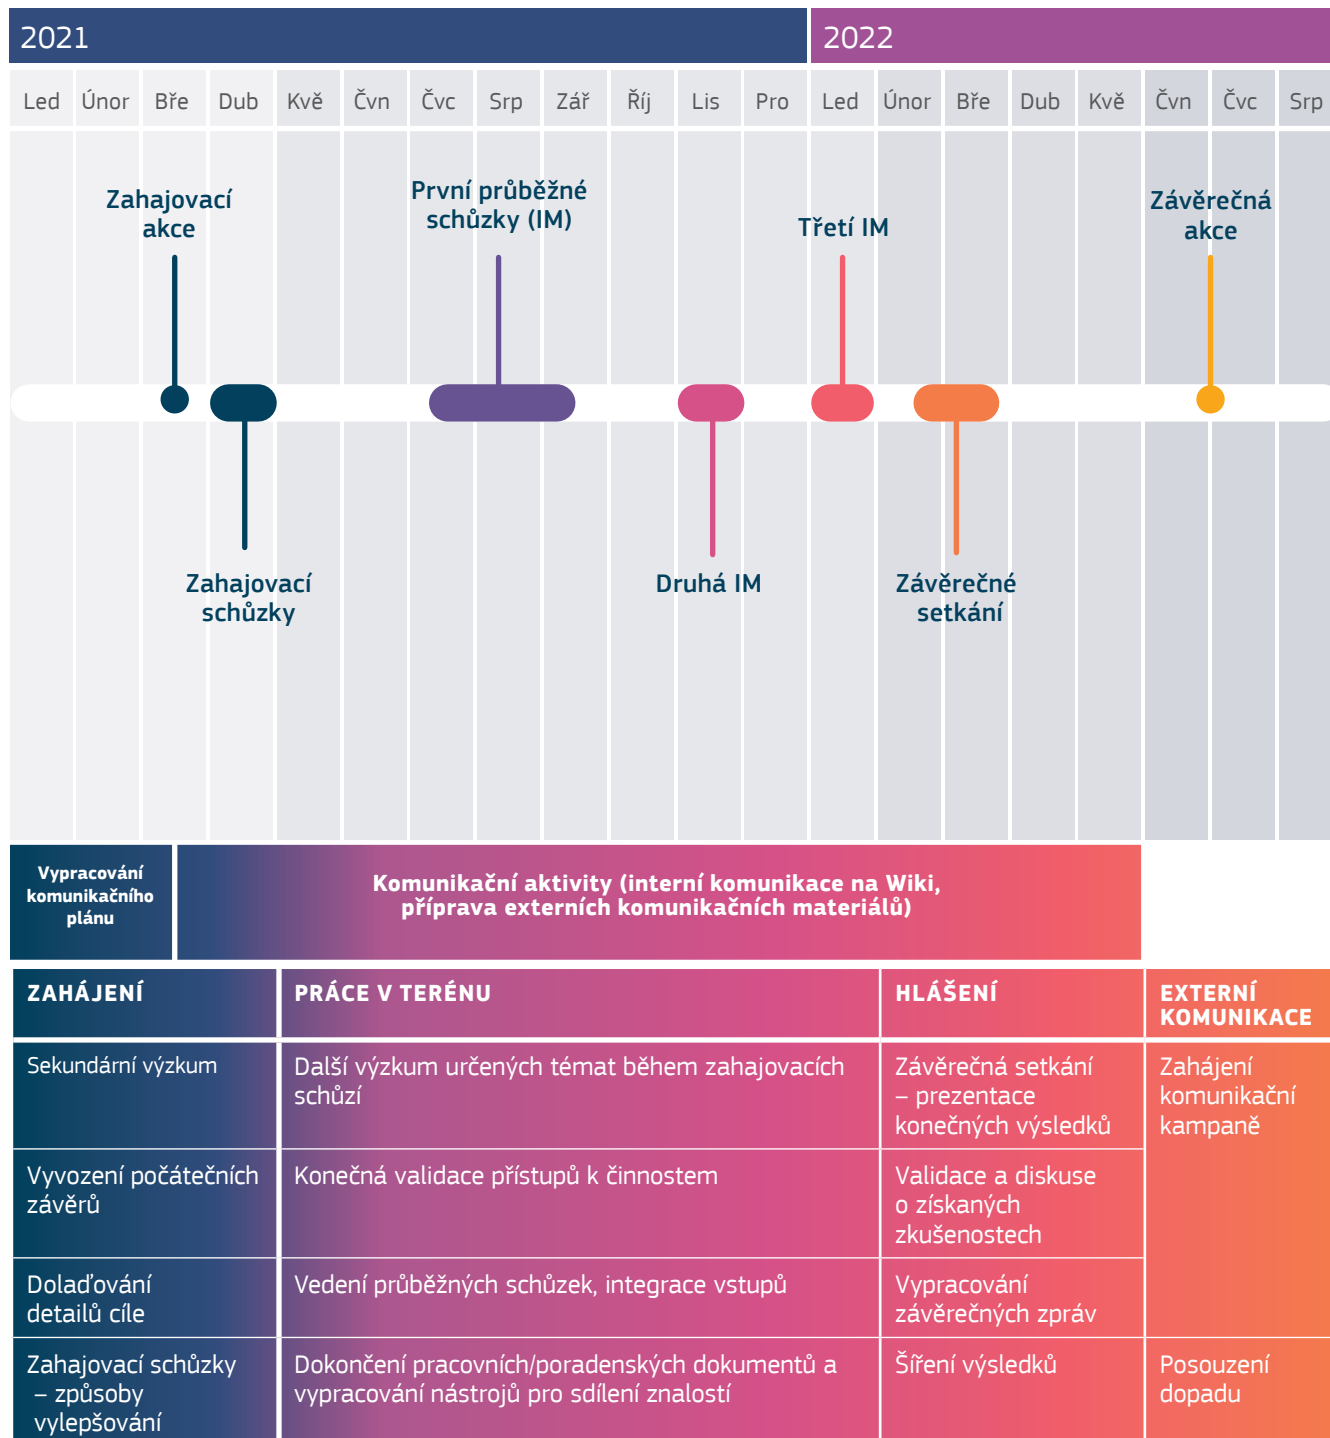 2021
2022
Led Únor Bře Dub Kvě Čvn Čvc Srp Zář Říj Lis Pro Led Únor Bře Dub Kvě Čvn Čvc Srp
Zahajovací
akce
První průběžné
schůzky (IM)
Třetí IM
Závěrečná
akce
Zahajovací
schůzky
Druhá IM
Závěrečné
setkání
Vypracování
komunikačního
plánu
Komunikační aktivity (interní komunikace na Wiki,
příprava externích komunikačních materiálů)
ZAHÁJENÍ
PRÁCE V TERÉNU
HLÁŠENÍ
EXTERNÍ
KOMUNIKACE
Sekundární výzkum
Další výzkum určených témat během zahajovacích
schůzí
Závěrečná setkání
– prezentace
konečných výsledků
Zahájení
komunikační
kampaně
Vyvození počátečních
závěrů
Konečná validace přístupů k činnostem
Validace a diskuse
o získaných
zkušenostech
Dolaďování
detailů cíle
Vedení průběžných schůzek, integrace vstupů
Vypracování
závěrečných zpráv
Zahajovací schůzky
– způsoby
vylepšování
Dokončení pracovních/poradenských dokumentů a
vypracování nástrojů pro sdílení znalostí
Šíření výsledků
Posouzení
dopadu